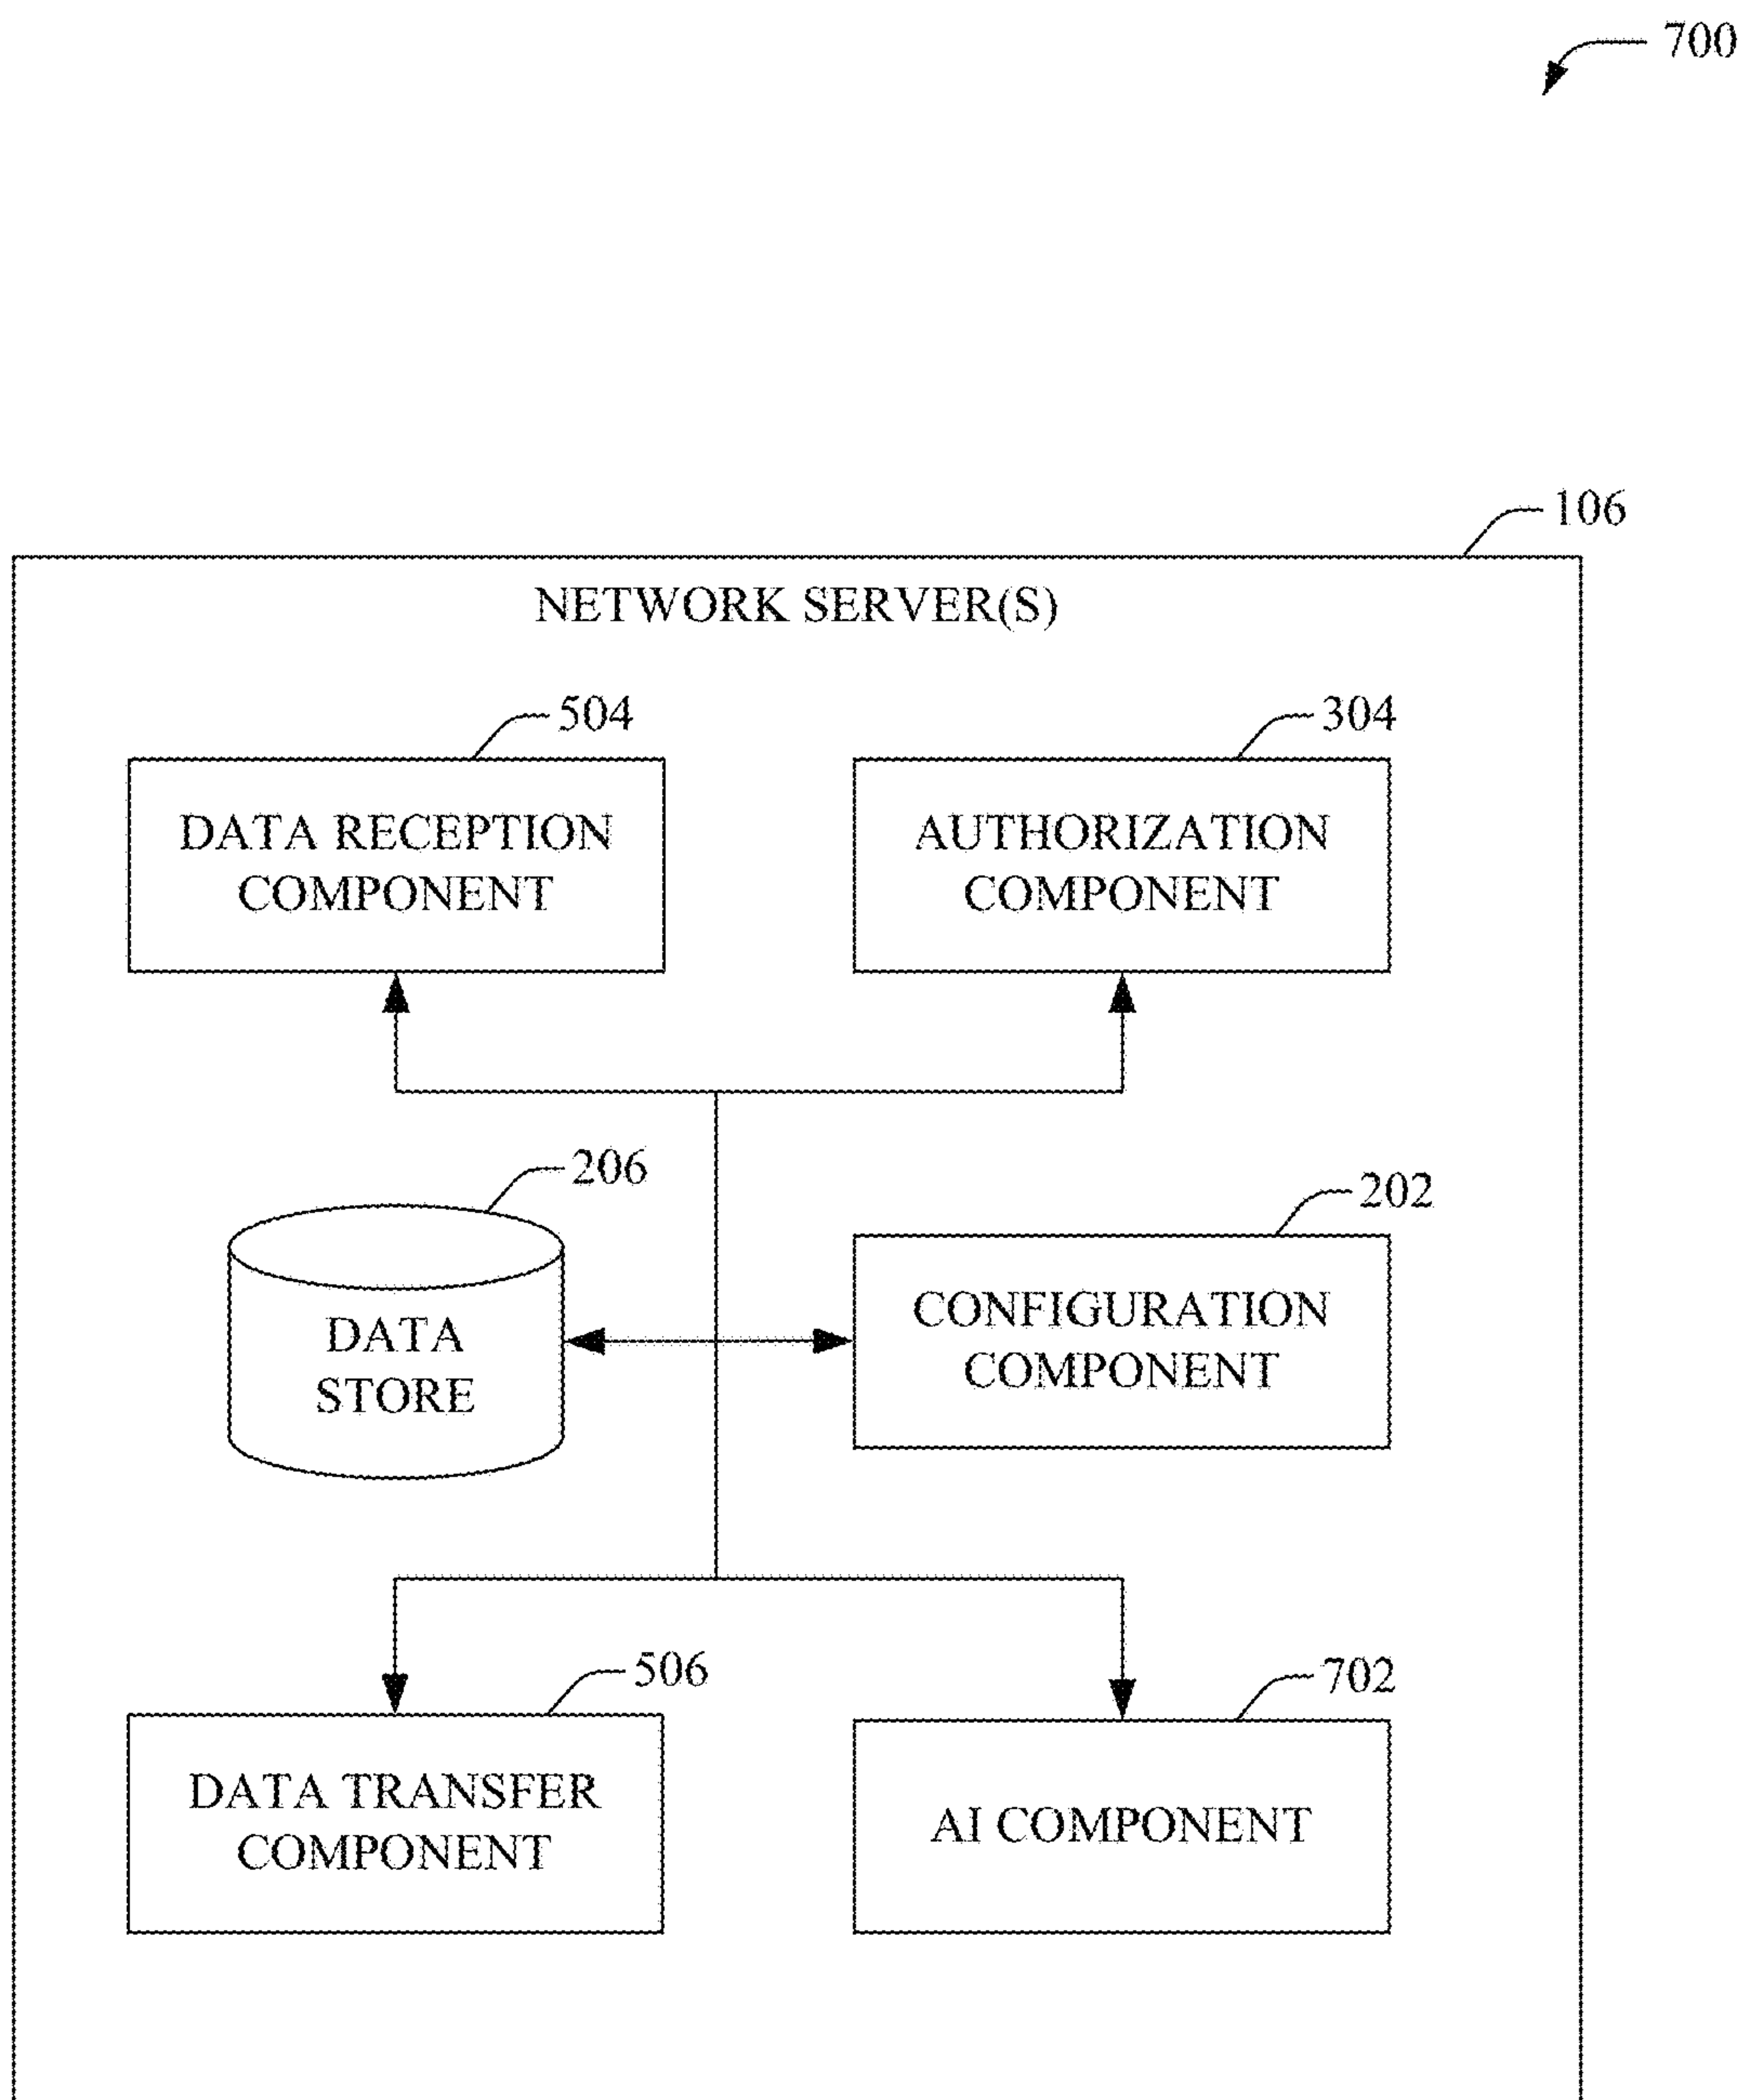 700
106
NETWORK SERVER(S)
504
304
DATA RECEPTION
COMPONENT
AUTHORIZATION
COMPONENT
206
202
DATA
STORE
CONFIGURATION
COMPONENT
506
702
DATA TRANSFER
COMPONENT
AI COMPONENT